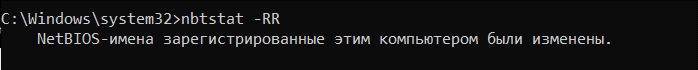 C:\Windows\system32>nbtstat -RR
NetBIOS-имена зарегистрированные этим компьютером были изменены.